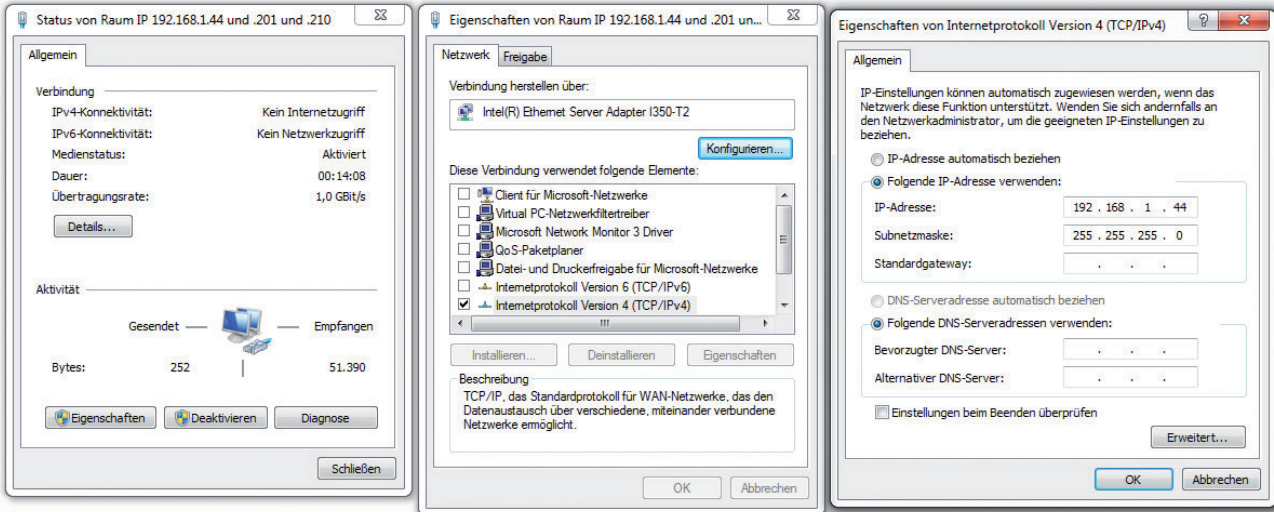 Status von Raum IP 192.168.1.44 und .201 und .210
Allgemein
Verbindung
IPv4-Konnektivität: Kein Internetzugriff
IPv6-Konnektivität: Kein Netzwerkzugriff
Medienstatus: Aktiviert
Dauer: 00:14:08
Übertragungsrate: 1,0 GBit/s
Details...
Aktivität
Gesendet Empfangen
Bytes: 252 51.390
Eigenschaften Deaktivieren Diagnose
Schließen
Eigenschaften von Raum IP 192.168.1.44 und .201 un...
Netzwerk Freigabe
Verbindung herstellen über:
Intel(R) Ethernet Server Adapter I350-T2
Konfigurieren...
Diese Verbindung verwendet folgende Elemente:
Client für Microsoft-Netzwerke
Virtual PC-Netzwerkfiltertreiber
Microsoft Network Monitor 3 Driver
QoS-Paketplaner
Datei- und Druckerfreigabe für Microsoft-Netzwerke
Internetprotokoll Version 6 (TCP/IPv6)
Internetprotokoll Version 4 (TCP/IPv4)
Installieren... Deinstallieren Eigenschaften
Beschreibung
TCP/IP, das Standardprotokoll für WAN-Netzwerke, das den
Datenaustausch über verschiedene, miteinander verbundene
Netzwerke ermöglicht.
OK Abbrechen
Eigenschaften von Internetprotokoll Version 4 (TCP/IPv4)
Allgemein
IP-Einstellungen können automatisch zugewiesen werden, wenn das
Netzwerk diese Funktion unterstützt. Wenden Sie sich andernfalls an
den Netzwerkadministrator, um die geeigneten IP-Einstellungen zu
beziehen.
IP-Adresse automatisch beziehen
Folgende IP-Adresse verwenden:
IP-Adresse: 192 . 168 . 1 . 44
Subnetzmaske: 255 . 255 . 255 . 0
Standardgateway: . . .
DNS-Serveradresse automatisch beziehen
Folgende DNS-Serveradressen verwenden:
Bevorzugter DNS-Server: . . .
Alternativer DNS-Server: . . .
Einstellungen beim Beenden überprüfen
Erweitert...
OK Abbrechen